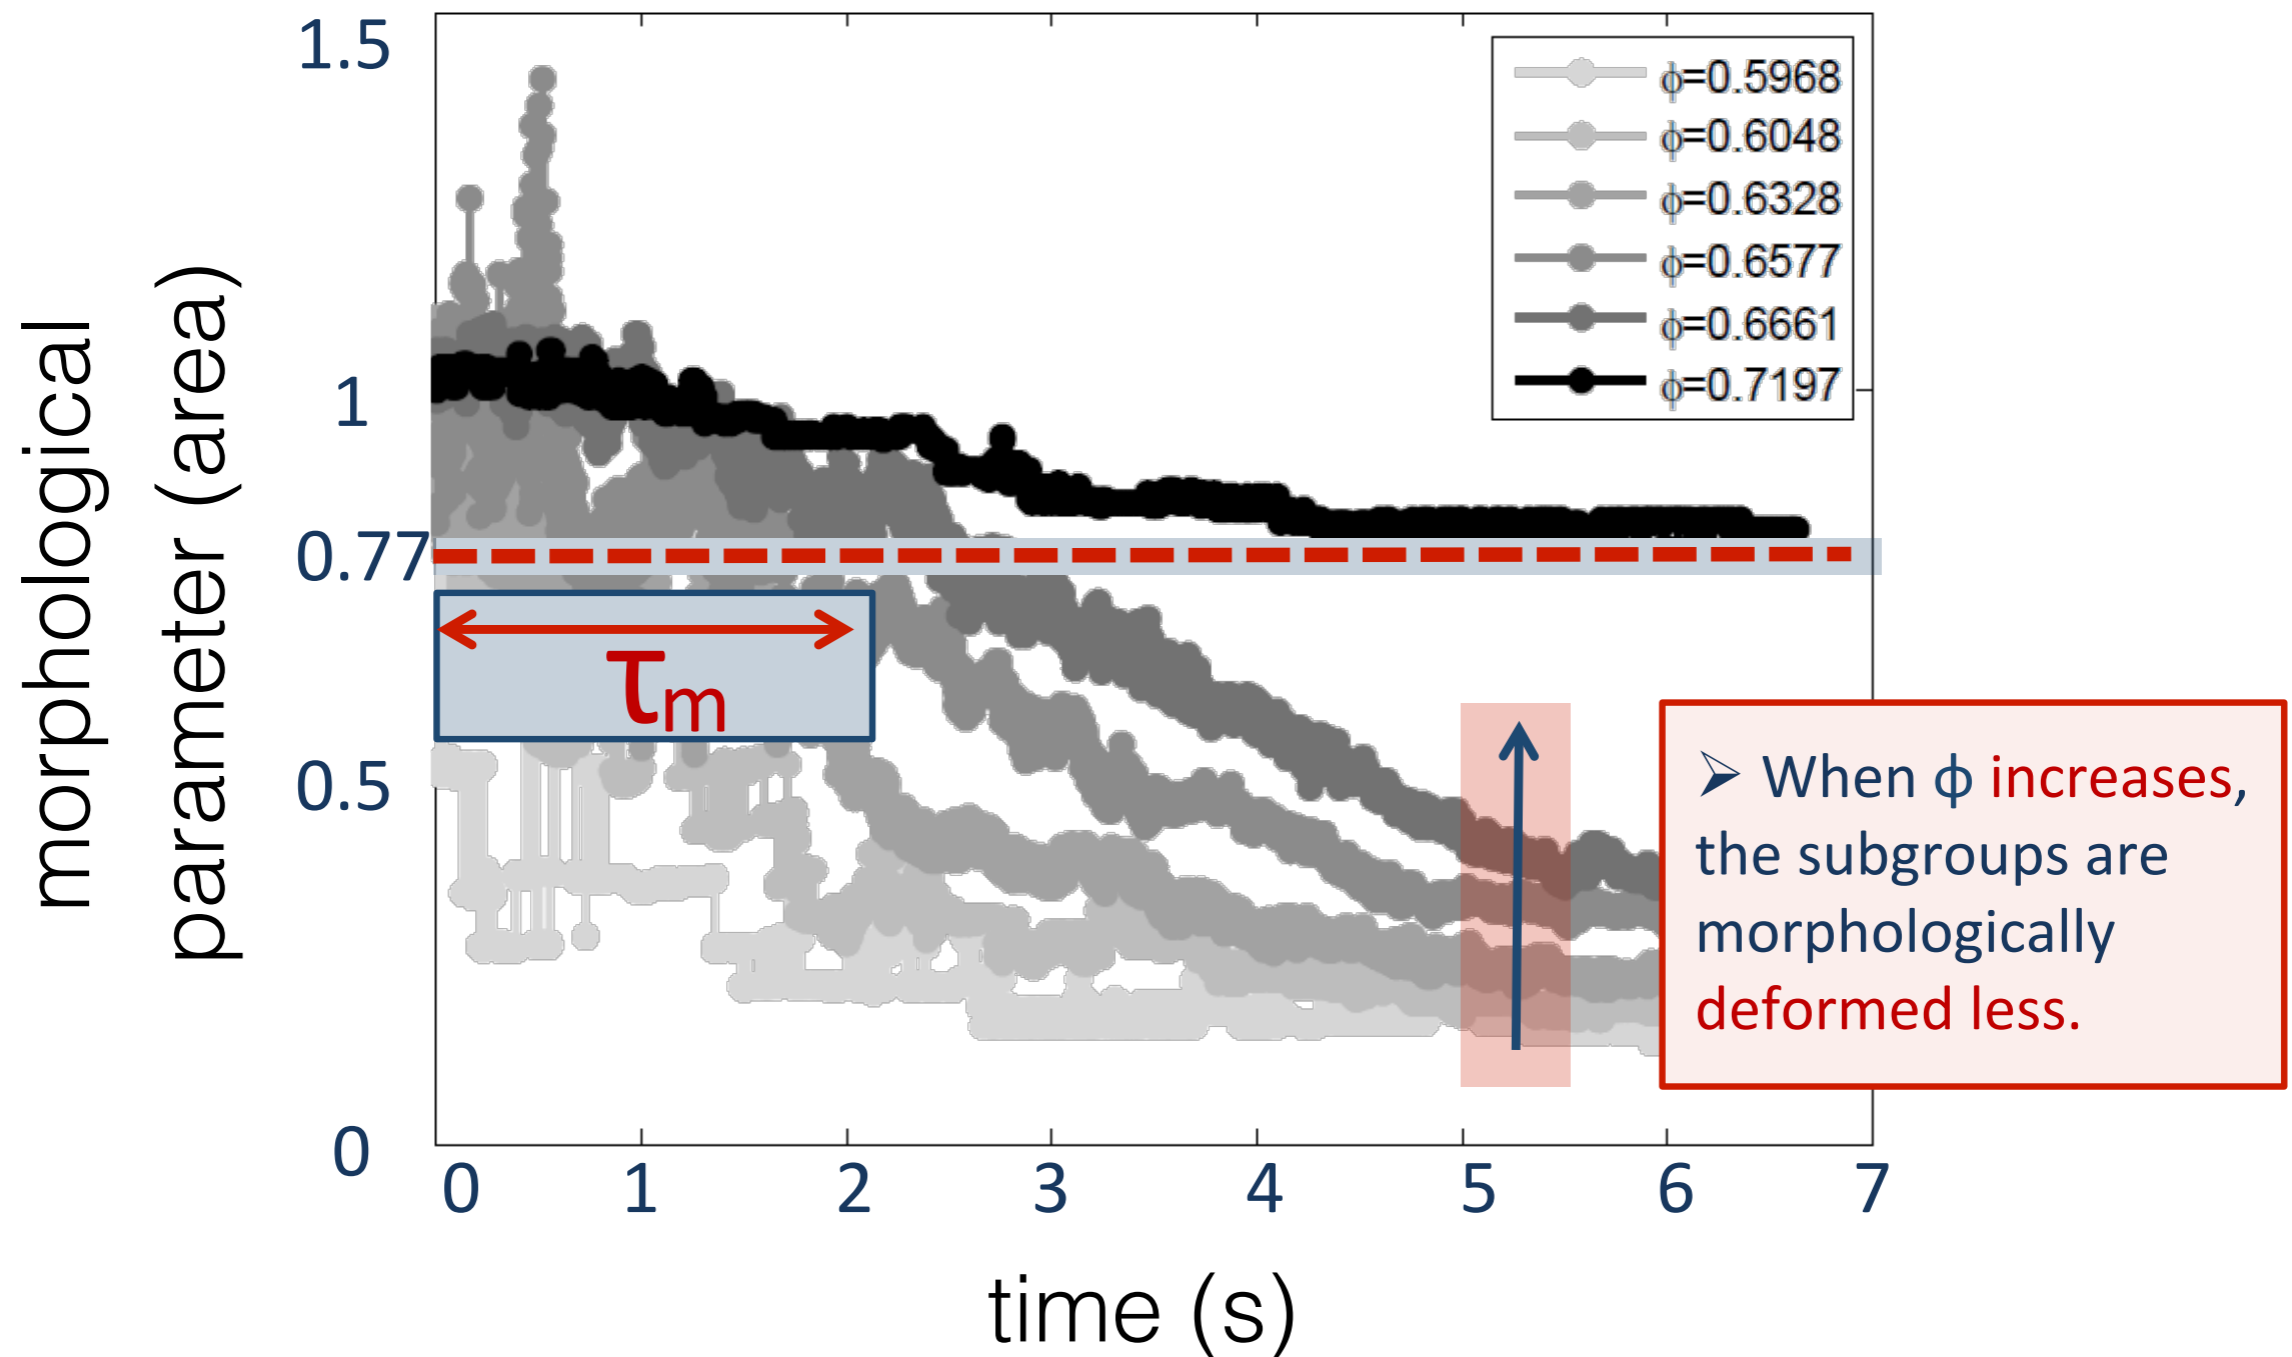 morphological
parameter (area)
1.5
1
0.77
0.5
0
ϕ=0.5968
ϕ=0.6048
ϕ=0.6328
ϕ=0.6577
ϕ=0.6661
ϕ=0.7197
τm
➢ When ϕ increases,
the subgroups are
morphologically
deformed less.
0 1 2 3 4 5 6 7
time (s)